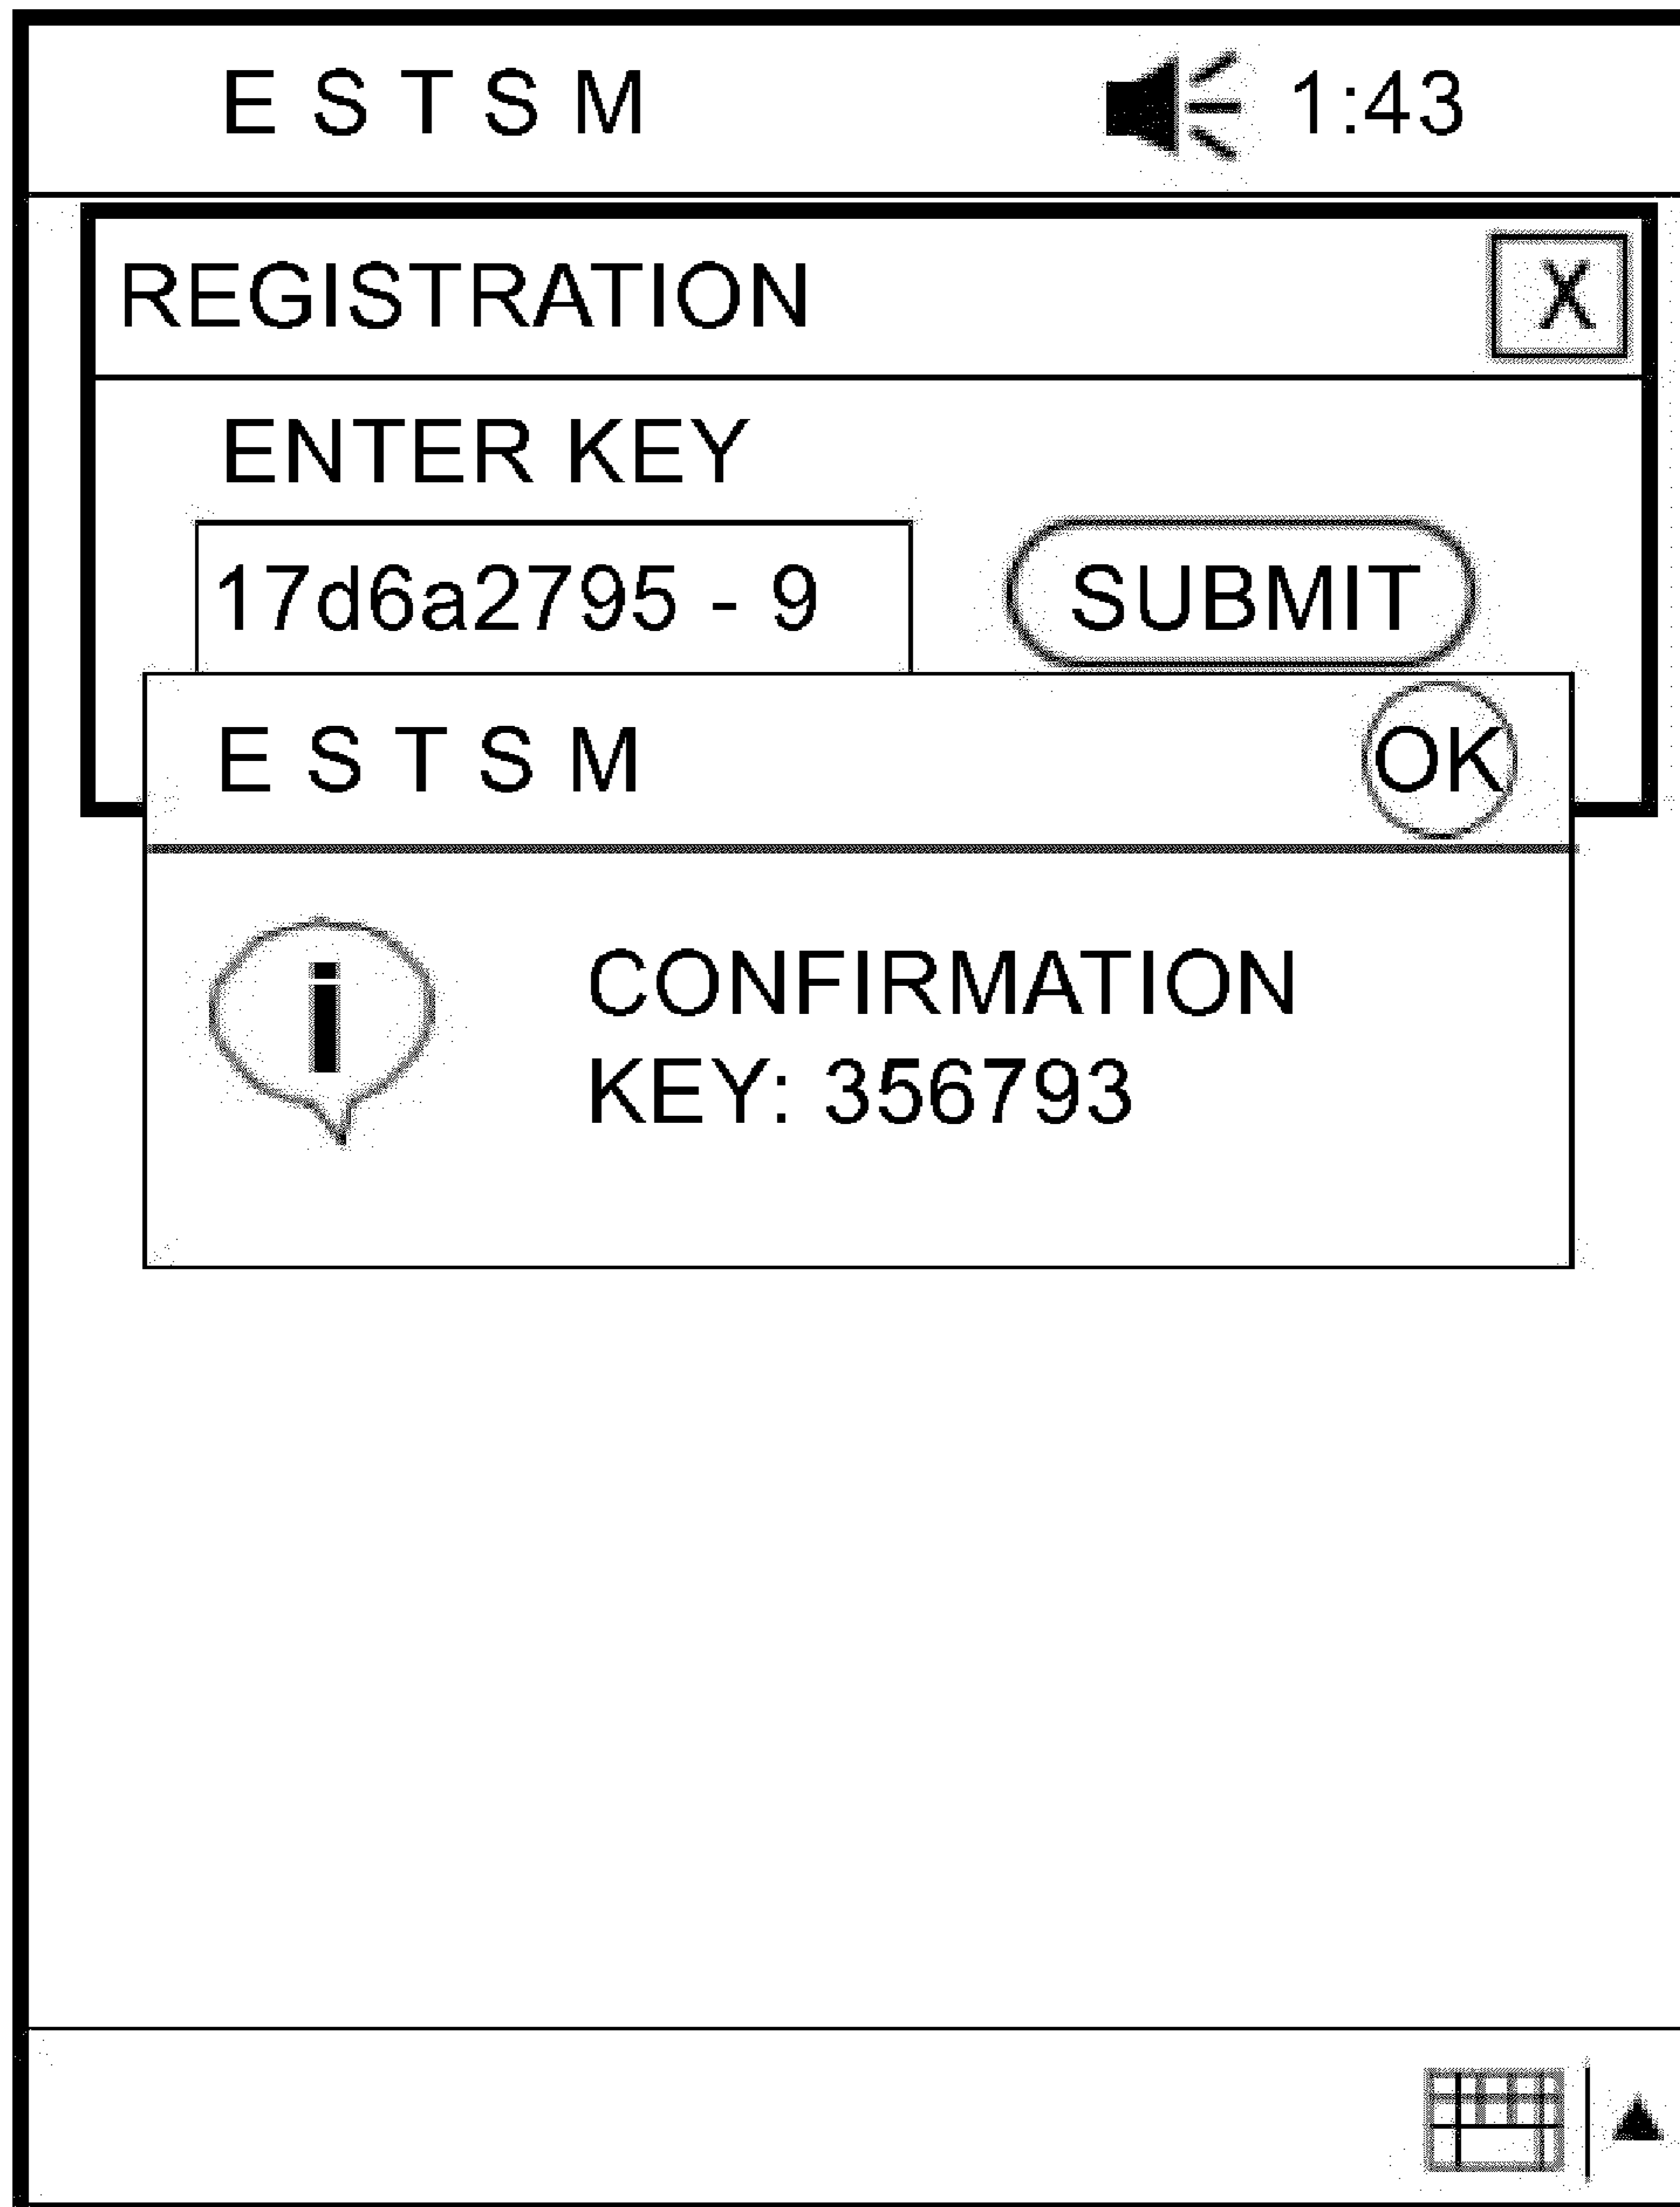 E S T S M 1:43
REGISTRATION X
ENTER KEY
17d6a2795 - 9 SUBMIT
E S T S M OK
i CONFIRMATION
KEY: 356793